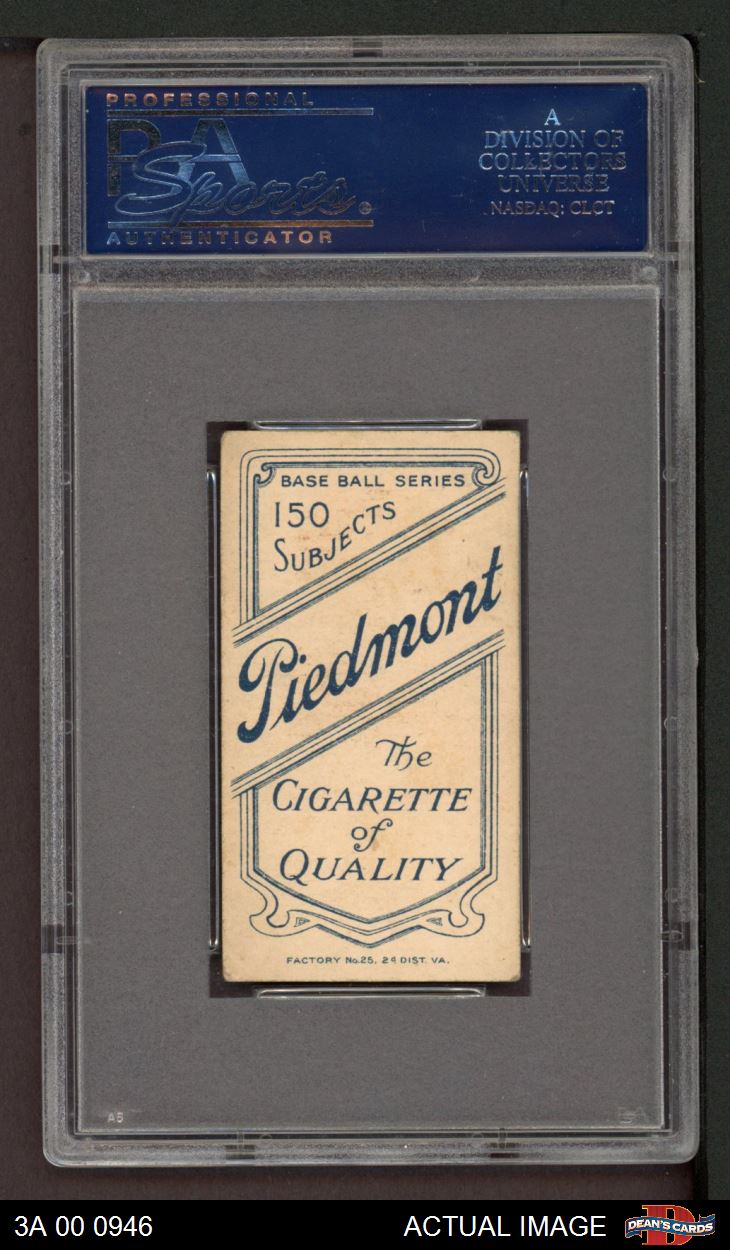 PROFESSIONAL
PSA
Sports®
AUTHENTICATOR
A
DIVISION OF
COLLECTORS
UNIVERSE
NASDAQ: CLCT
BASE BALL SERIES
150
SUBJECTS
Piedmont
The
CIGARETTE
of
QUALITY
FACTORY No.25, 2d DIST. VA.
A5
3A 00 0946
ACTUAL IMAGE
D
DEAN'S CARDS